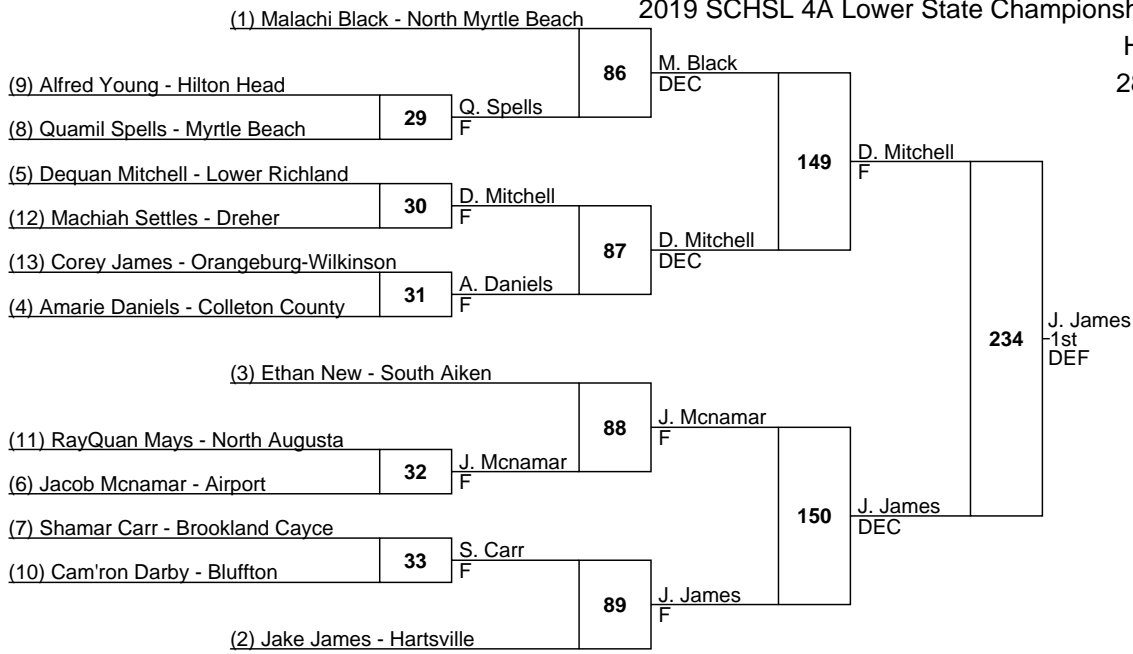 2019 SCHSL 4A Lower State Championsh
H
28
(1) Malachi Black - North Myrtle Beach
86
M. Black
DEC
(9) Alfred Young - Hilton Head
29
Q. Spells
F
(8) Quamil Spells - Myrtle Beach
149
D. Mitchell
F
(5) Dequan Mitchell - Lower Richland
30
D. Mitchell
F
(12) Machiah Settles - Dreher
87
D. Mitchell
DEC
(13) Corey James - Orangeburg-Wilkinson
31
A. Daniels
F
(4) Amarie Daniels - Colleton County
234
J. James
1st
DEF
(3) Ethan New - South Aiken
88
J. Mcnamar
F
(11) RayQuan Mays - North Augusta
32
J. Mcnamar
F
(6) Jacob Mcnamar - Airport
150
J. James
DEC
(7) Shamar Carr - Brookland Cayce
33
S. Carr
F
(10) Cam'ron Darby - Bluffton
89
J. James
F
(2) Jake James - Hartsville